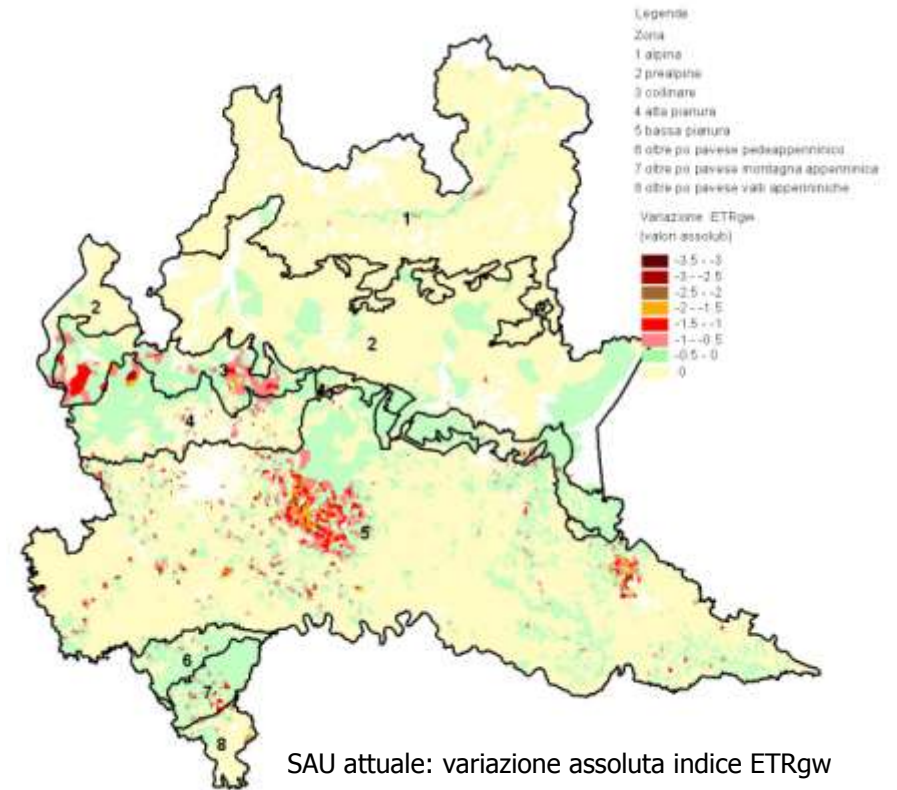 Legenda
Zona
1 alpina
2 prealpina
3 collinare
4 alta pianura
5 bassa pianura
6 oltre po pavese pedeappenninico
7 oltre po pavese montagna appenninica
8 oltre po pavese valli appenniniche
Variazione ETRgw
(valori assoluti)
-3.5 - -3
-3 - -2.5
-2.5 - -2
-2 - -1.5
-1.5 - -1
-1 - -0.5
-0.5 - 0
0
1
2
2
3
4
5
6
7
8
SAU attuale: variazione assoluta indice ETRgw